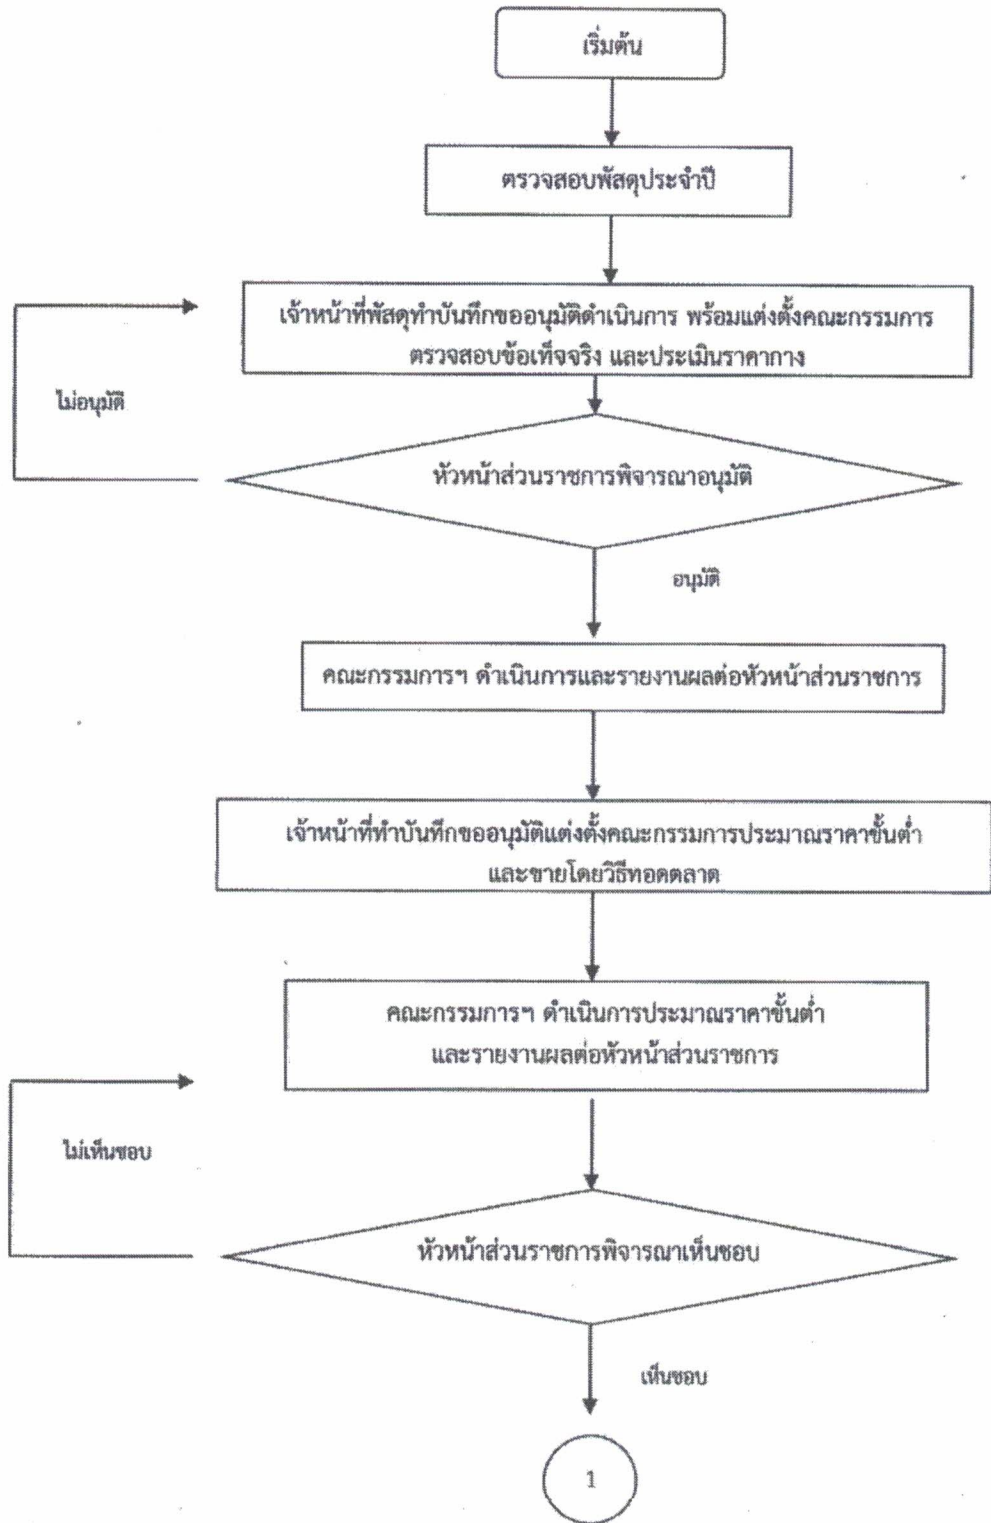 เริ่มต้น
ตรวจสอบพัสดุประจำปี
เจ้าหน้าที่พัสดุทำบันทึกขออนุมัติดำเนินการ พร้อมแต่งตั้งคณะกรรมการ
ตรวจสอบข้อเท็จจริง และประเมินราคากาง
ไม่อนุมัติ
หัวหน้าส่วนราชการพิจารณาอนุมัติ
อนุมัติ
คณะกรรมการฯ ดำเนินการและรายงานผลต่อหัวหน้าส่วนราชการ
เจ้าหน้าที่ทำบันทึกขออนุมัติแต่งตั้งคณะกรรมการประมาณราคาขั้นต่ำ
และขายโดยวิธีทอดตลาด
คณะกรรมการฯ ดำเนินการประมาณราคาขั้นต่ำ
และรายงานผลต่อหัวหน้าส่วนราชการ
ไม่เห็นชอบ
หัวหน้าส่วนราชการพิจารณาเห็นชอบ
เห็นชอบ
1